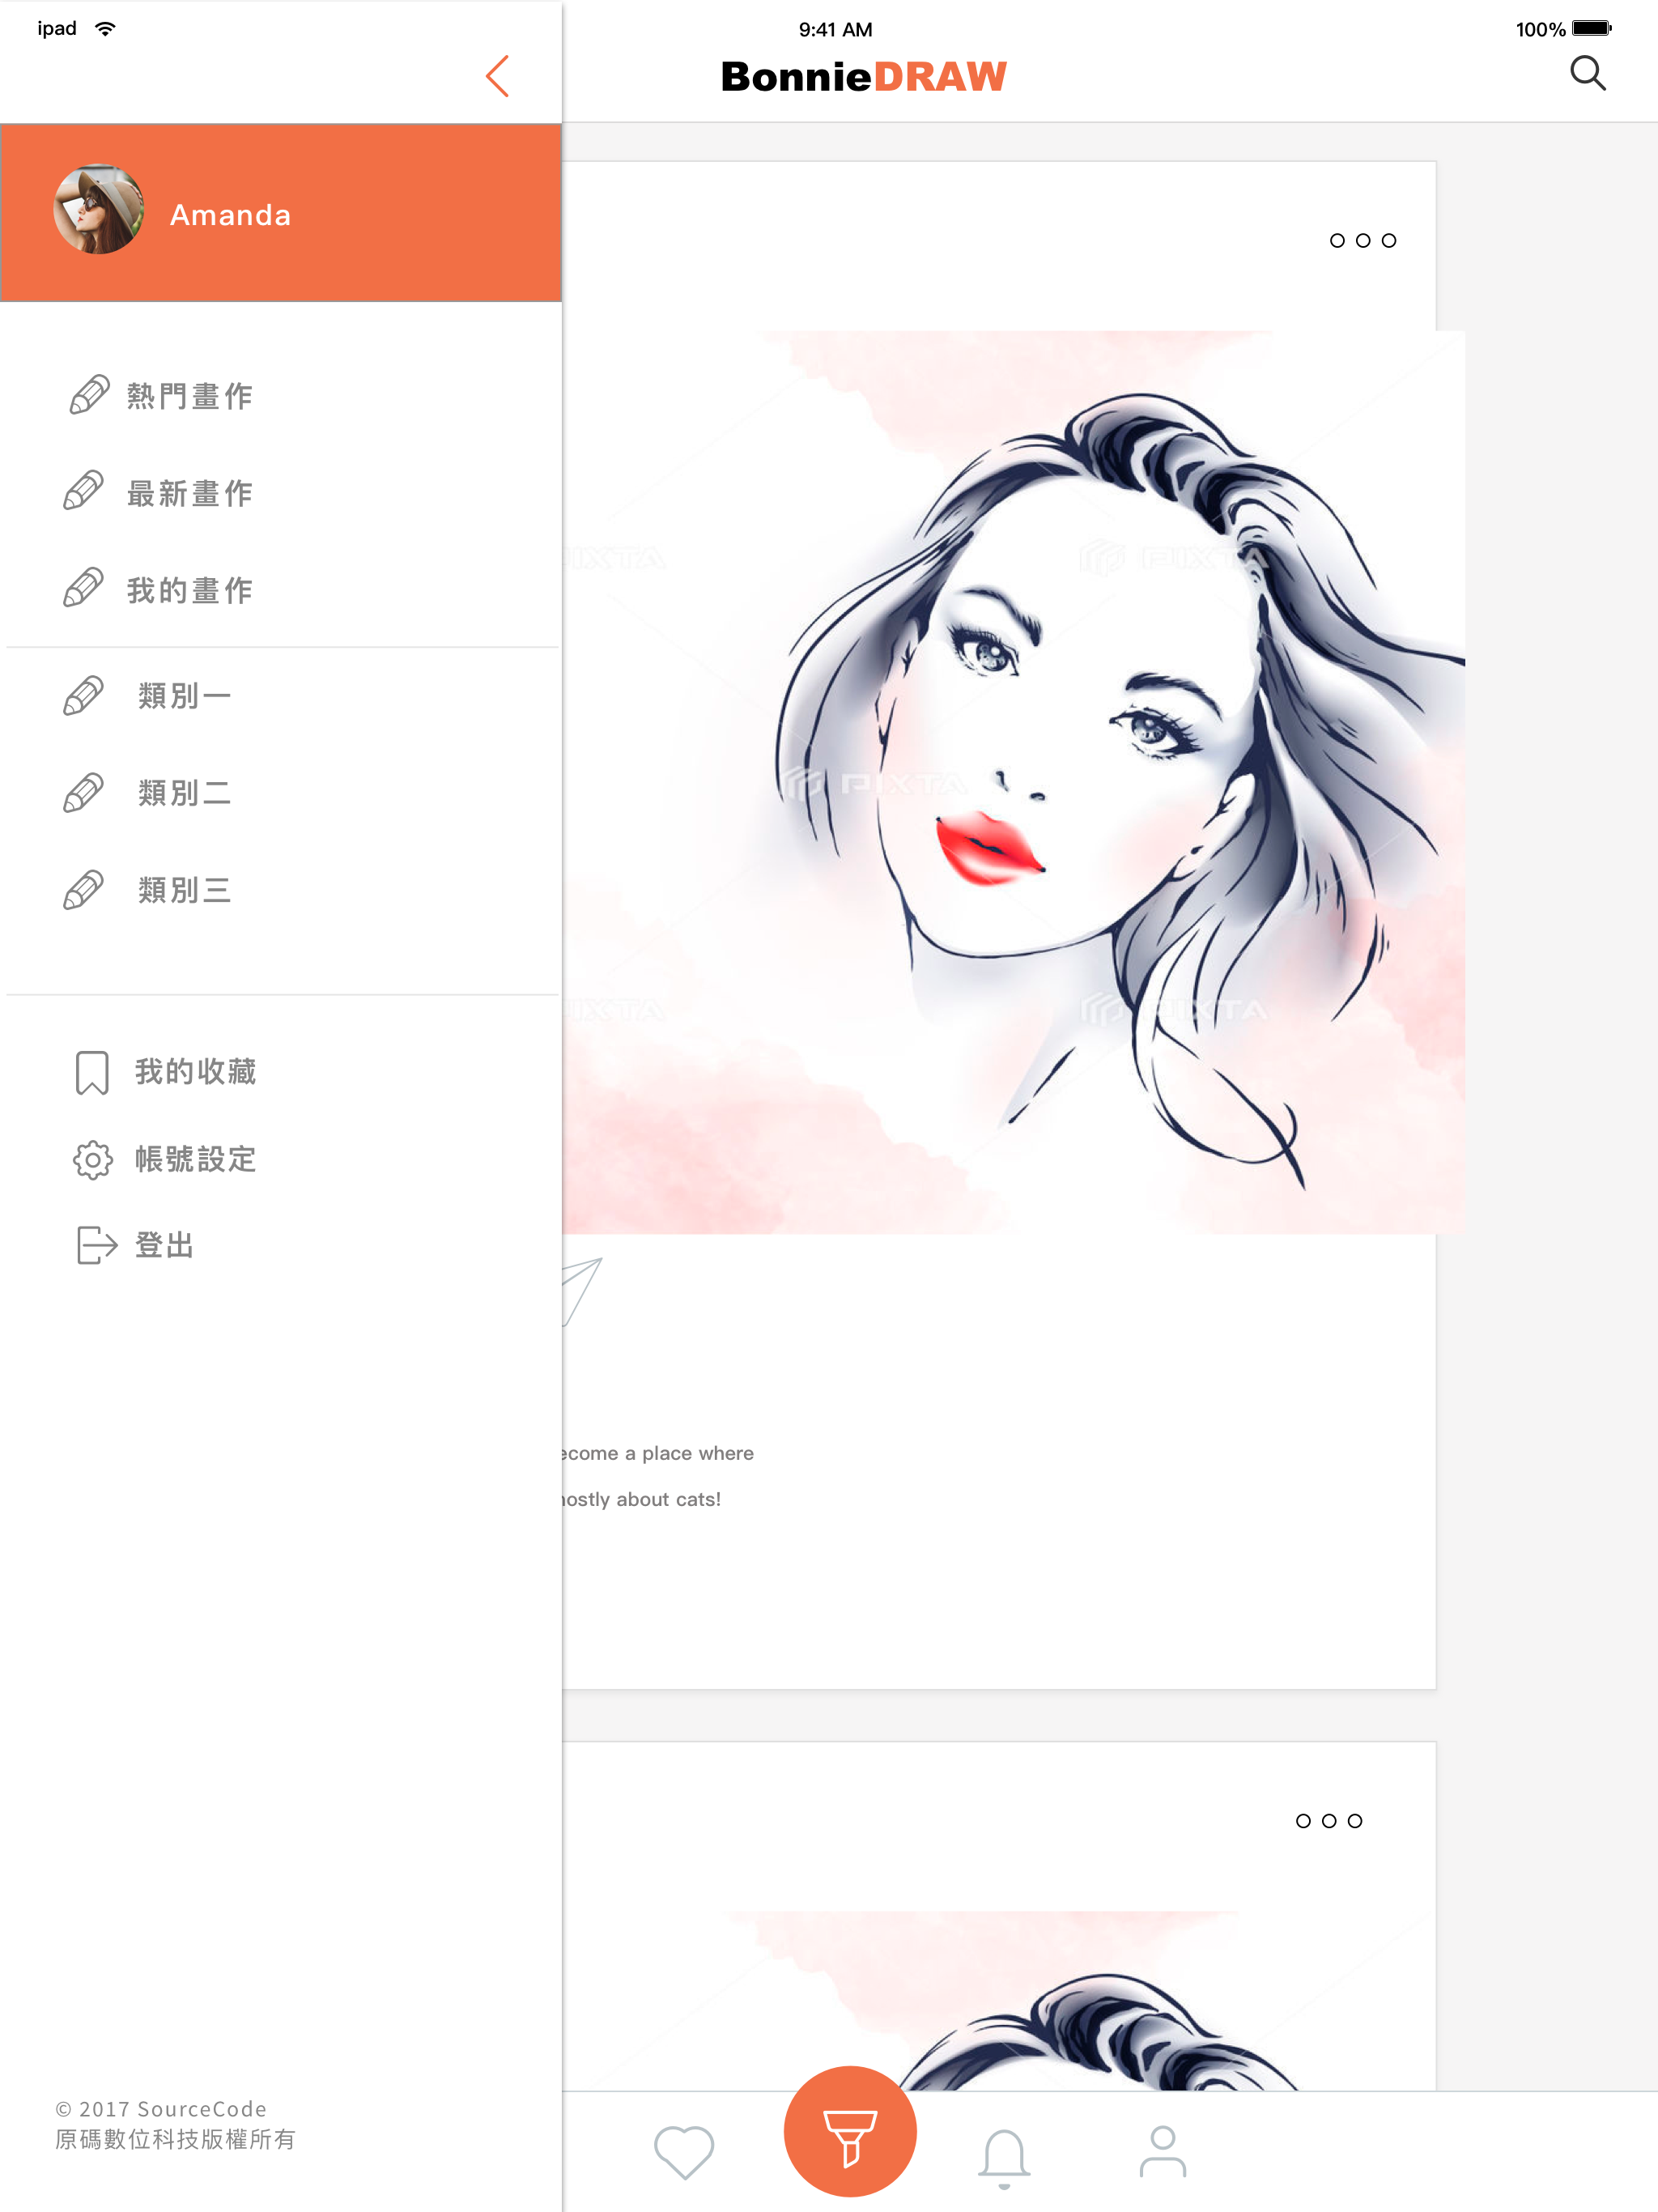 ipad
9:41 AM
100%
BonnieDRAW
Amanda
熱門畫作
最新畫作
我的畫作
類別一
類別二
類別三
我的收藏
帳號設定
登出
PIXTA
PIXTA
a place where
about cats!
© 2017 SourceCode
原碼數位科技版權所有